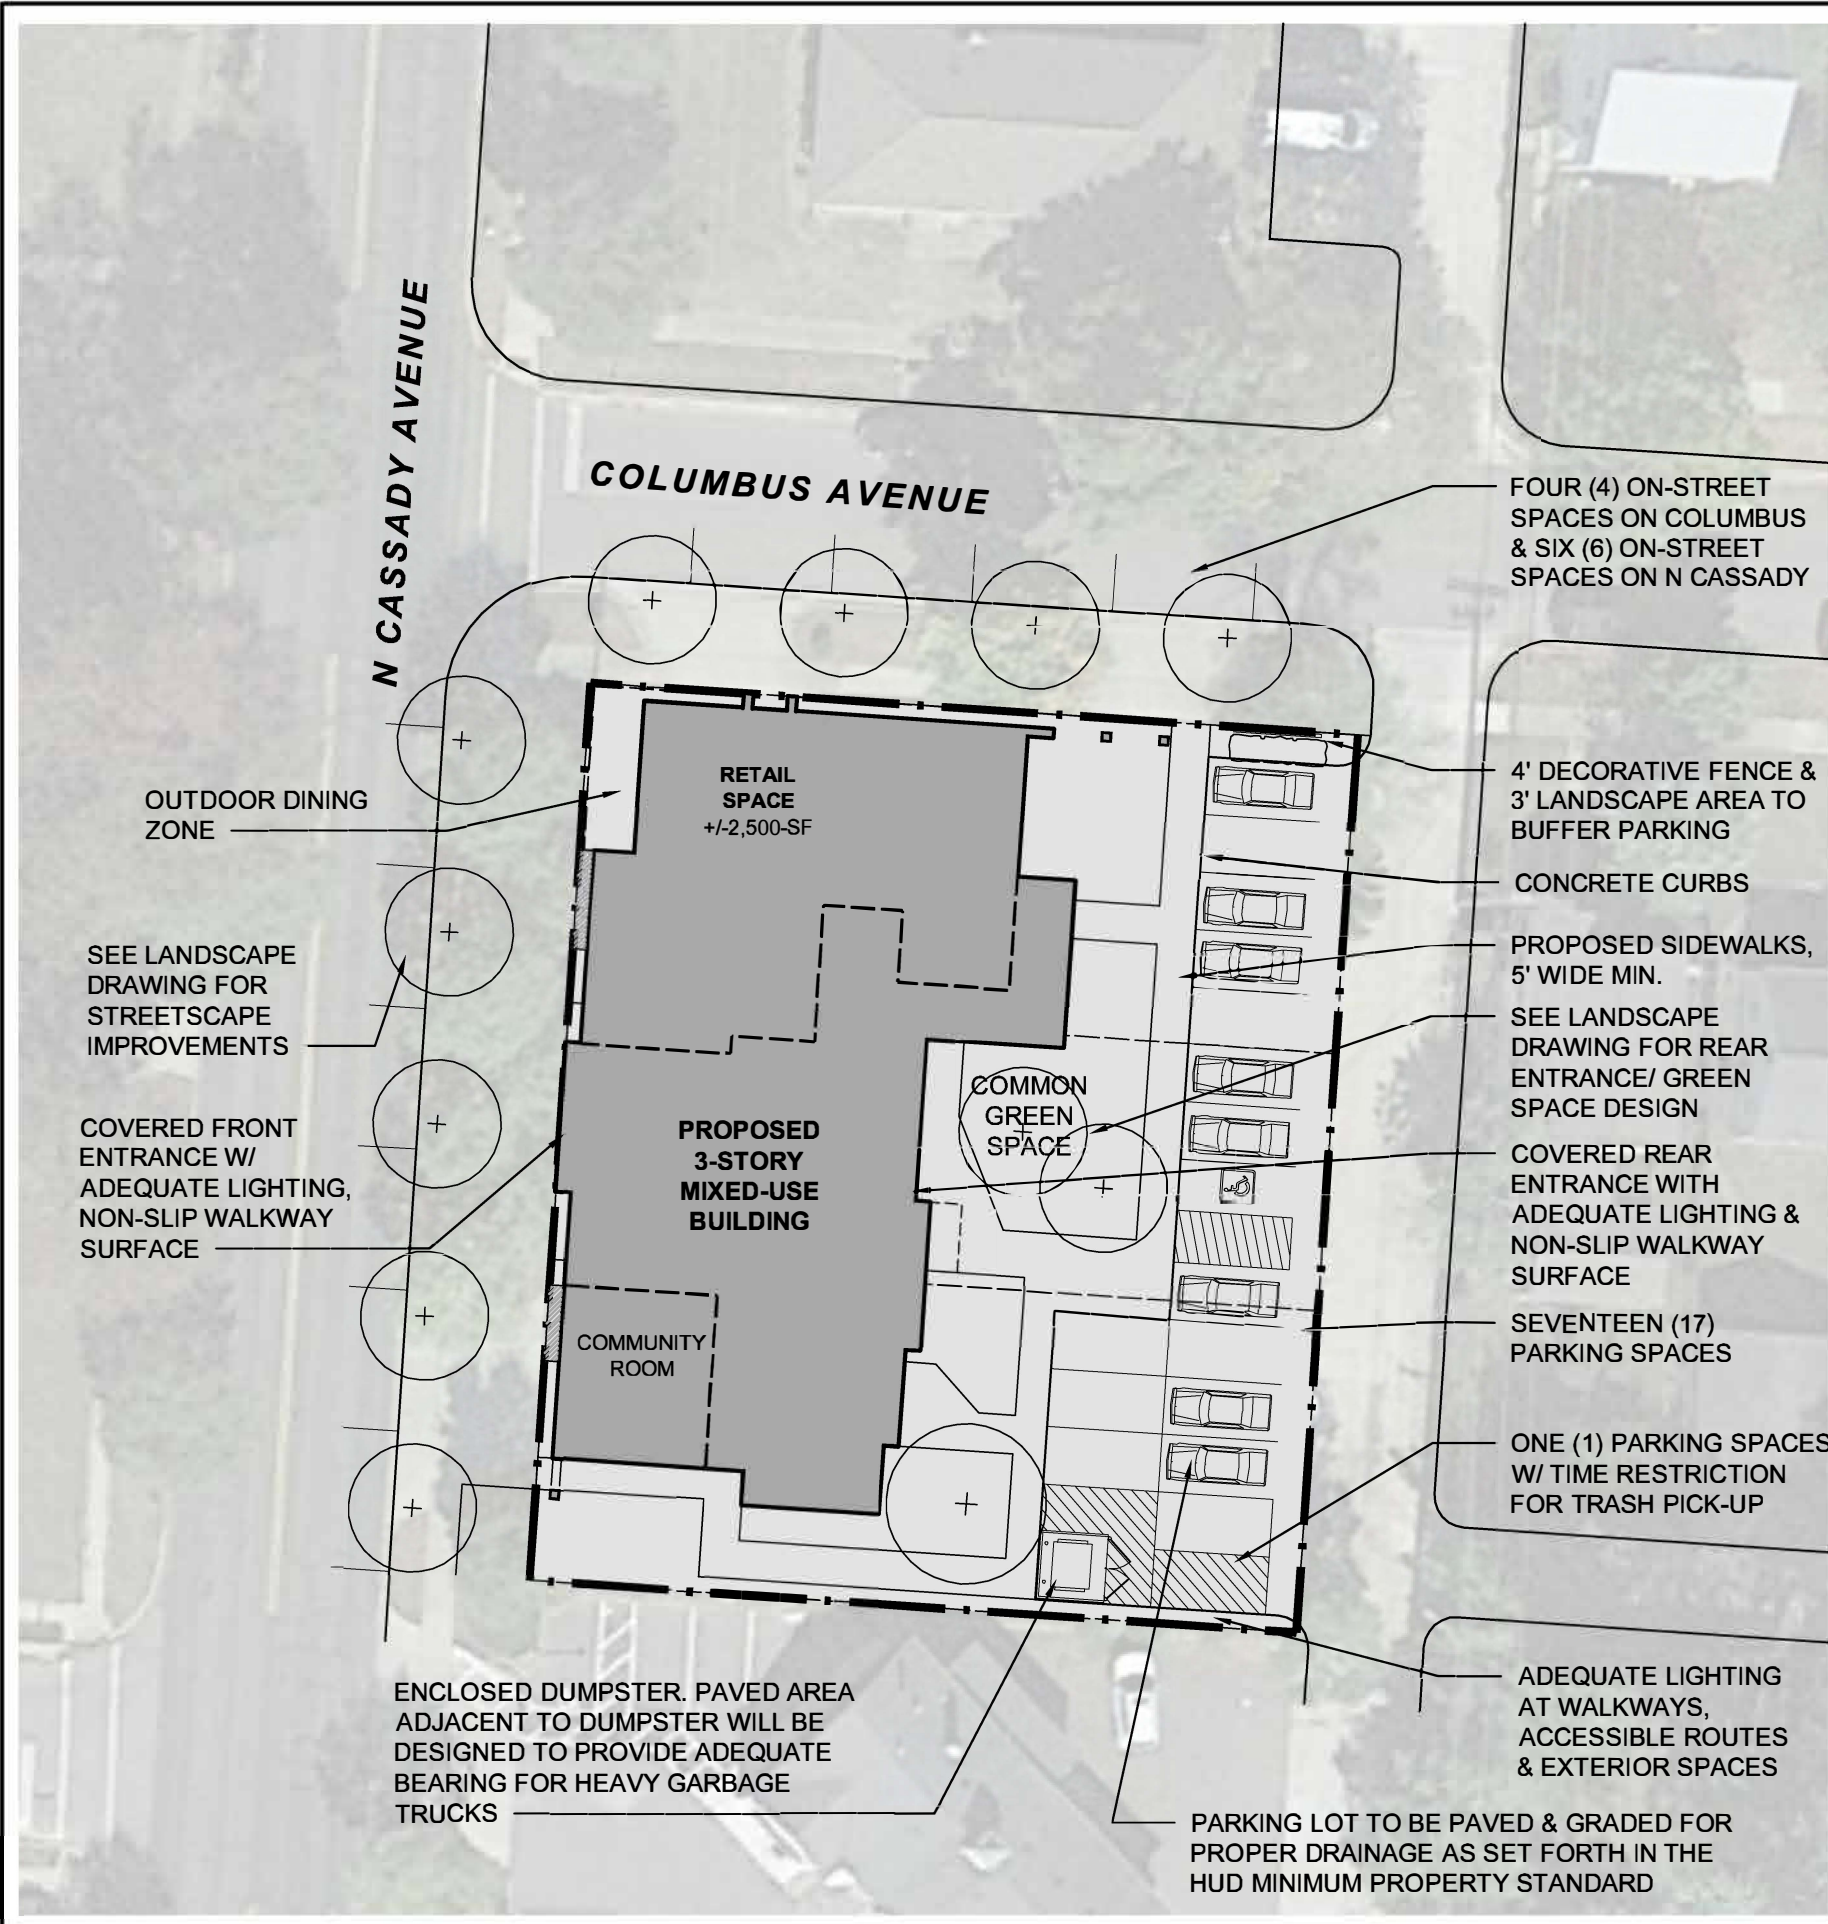 N CASSADY AVENUE
COLUMBUS AVENUE
FOUR (4) ON-STREET
SPACES ON COLUMBUS
& SIX (6) ON-STREET
SPACES ON N CASSADY
4' DECORATIVE FENCE &
3' LANDSCAPE AREA TO
BUFFER PARKING
CONCRETE CURBS
PROPOSED SIDEWALKS,
5' WIDE MIN.
SEE LANDSCAPE
DRAWING FOR REAR
ENTRANCE/ GREEN
SPACE DESIGN
COVERED REAR
ENTRANCE WITH
ADEQUATE LIGHTING &
NON-SLIP WALKWAY
SURFACE
SEVENTEEN (17)
PARKING SPACES
ONE (1) PARKING SPACES
W/ TIME RESTRICTION
FOR TRASH PICK-UP
ADEQUATE LIGHTING
AT WALKWAYS,
ACCESSIBLE ROUTES
& EXTERIOR SPACES
PARKING LOT TO BE PAVED & GRADED FOR
PROPER DRAINAGE AS SET FORTH IN THE
HUD MINIMUM PROPERTY STANDARD
OUTDOOR DINING
ZONE
SEE LANDSCAPE
DRAWING FOR
STREETSCAPE
IMPROVEMENTS
COVERED FRONT
ENTRANCE W/
ADEQUATE LIGHTING,
NON-SLIP WALKWAY
SURFACE
ENCLOSED DUMPSTER. PAVED AREA
ADJACENT TO DUMPSTER WILL BE
DESIGNED TO PROVIDE ADEQUATE
BEARING FOR HEAVY GARBAGE
TRUCKS
RETAIL
SPACE
+/-2,500-SF
COMMON
GREEN
SPACE
PROPOSED
3-STORY
MIXED-USE
BUILDING
COMMUNITY
ROOM